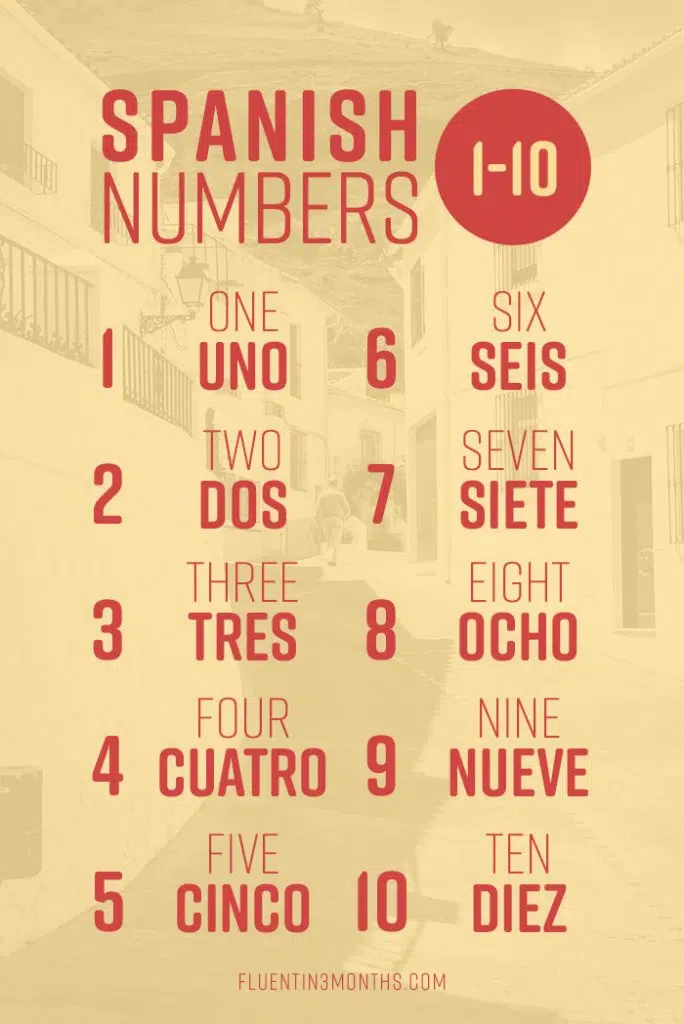 SPANISH
NUMBERS
1-10
1
ONE
UNO
2
TWO
DOS
3
THREE
TRES
4
FOUR
CUATRO
5
FIVE
CINCO
6
SIX
SEIS
7
SEVEN
SIETE
8
EIGHT
OCHO
9
NINE
NUEVE
10
TEN
DIEZ
FLUENTIN3MONTHS.COM